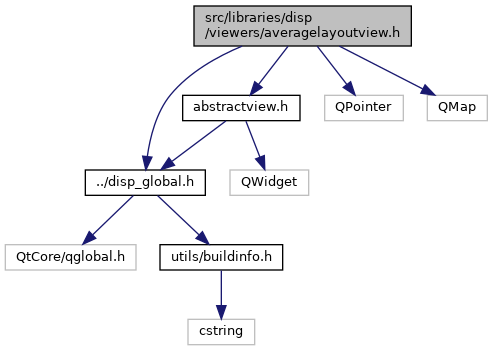 src/libraries/disp
/viewers/averagelayoutview.h
abstractview.h
QPointer
QMap
../disp_global.h
QWidget
QtCore/qglobal.h
utils/buildinfo.h
cstring